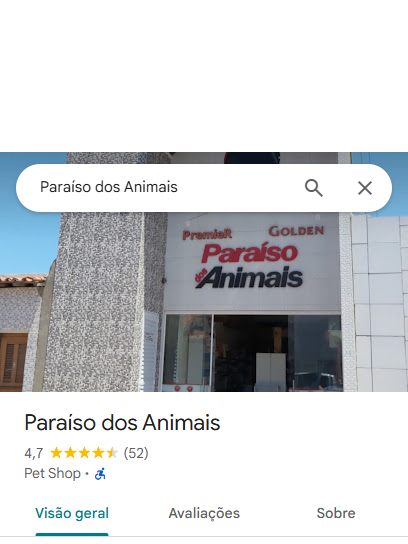 Paraíso dos Animais
PremieR GOLDEN
Paraíso
dos Animais
Paraíso dos Animais
4,7 (52)
Pet Shop •
Visão geral Avaliações Sobre